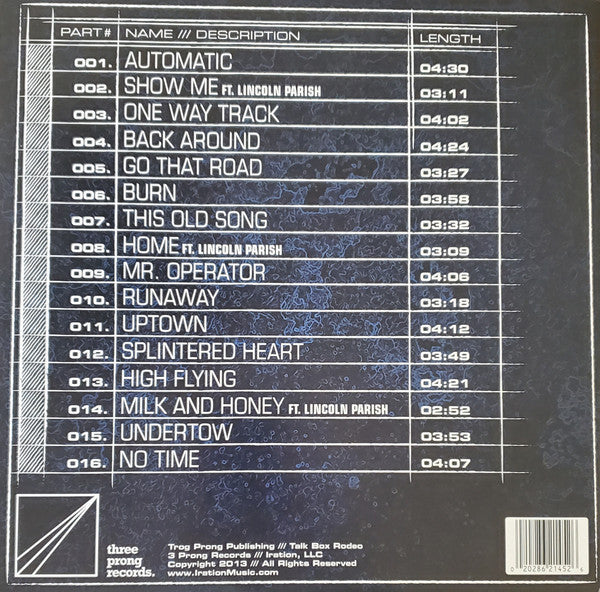 PART# NAME /// DESCRIPTION LENGTH
001. AUTOMATIC 04:30
002. SHOW ME FT. LINCOLN PARISH 03:11
003. ONE WAY TRACK 04:02
004. BACK AROUND 04:24
005. GO THAT ROAD 03:27
006. BURN 03:58
007. THIS OLD SONG 03:32
008. HOME FT. LINCOLN PARISH 03:09
009. MR. OPERATOR 04:06
010. RUNAWAY 03:18
011. UPTOWN 04:12
012. SPLINTERED HEART 03:49
013. HIGH FLYING 04:21
014. MILK AND HONEY FT. LINCOLN PARISH 02:52
015. UNDERTOW 03:53
016. NO TIME 04:07
three
prong
records.
Trog Prong Publishing /// Talk Box Rodeo
3 Prong Records /// Iration, LLC
Copyright 2013 /// All Rights Reserved
www.IrationMusic.com
0 20286 21452 6